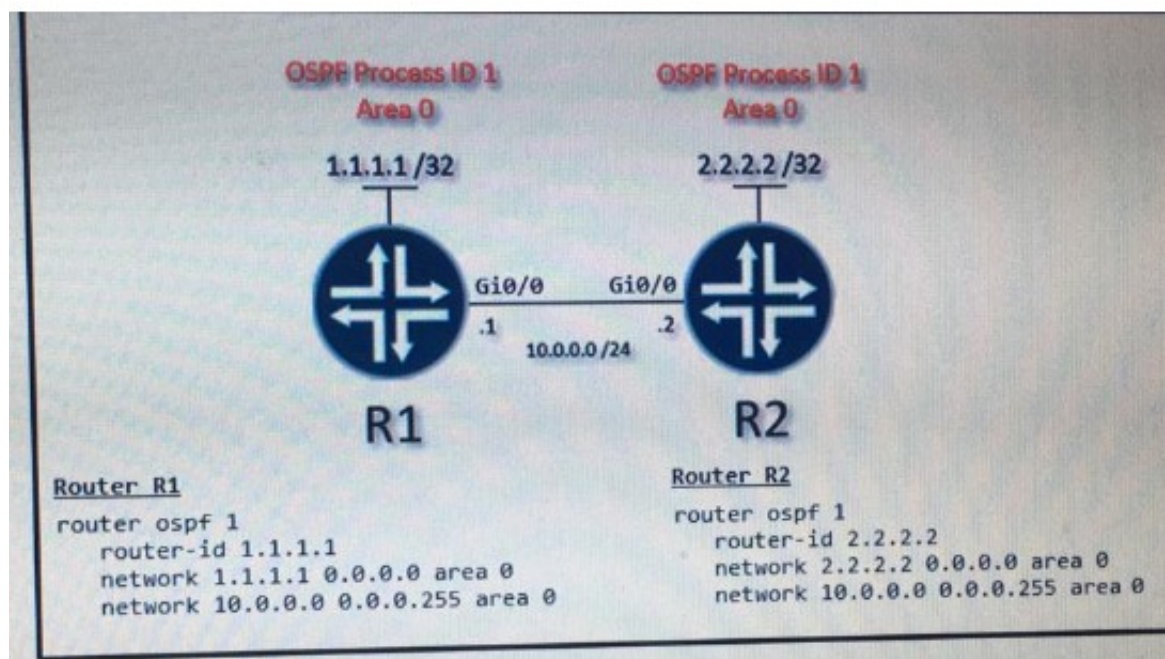 OSPF Process ID 1
Area 0
1.1.1.1 /32
OSPF Process ID 1
Area 0
2.2.2.2 /32
Gi0/0
Gi0/0
.1
.2
10.0.0.0 /24
R1
R2
Router R1
router ospf 1
router-id 1.1.1.1
network 1.1.1.1 0.0.0.0 area 0
network 10.0.0.0 0.0.0.255 area 0
Router R2
router ospf 1
router-id 2.2.2.2
network 2.2.2.2 0.0.0.0 area 0
network 10.0.0.0 0.0.0.255 area 0